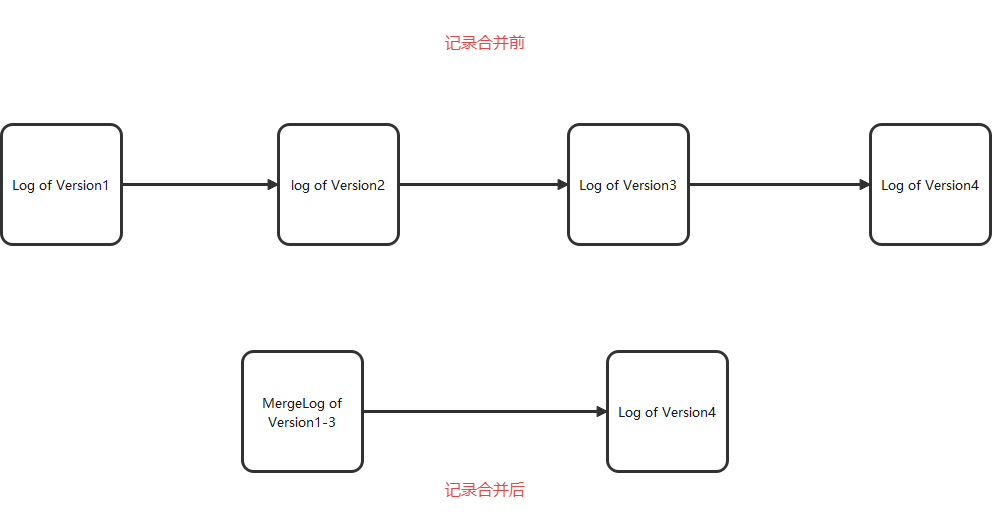 记录合并前
Log of Version1
log of Version2
Log of Version3
Log of Version4
MergeLog of
Version1-3
Log of Version4
记录合并后